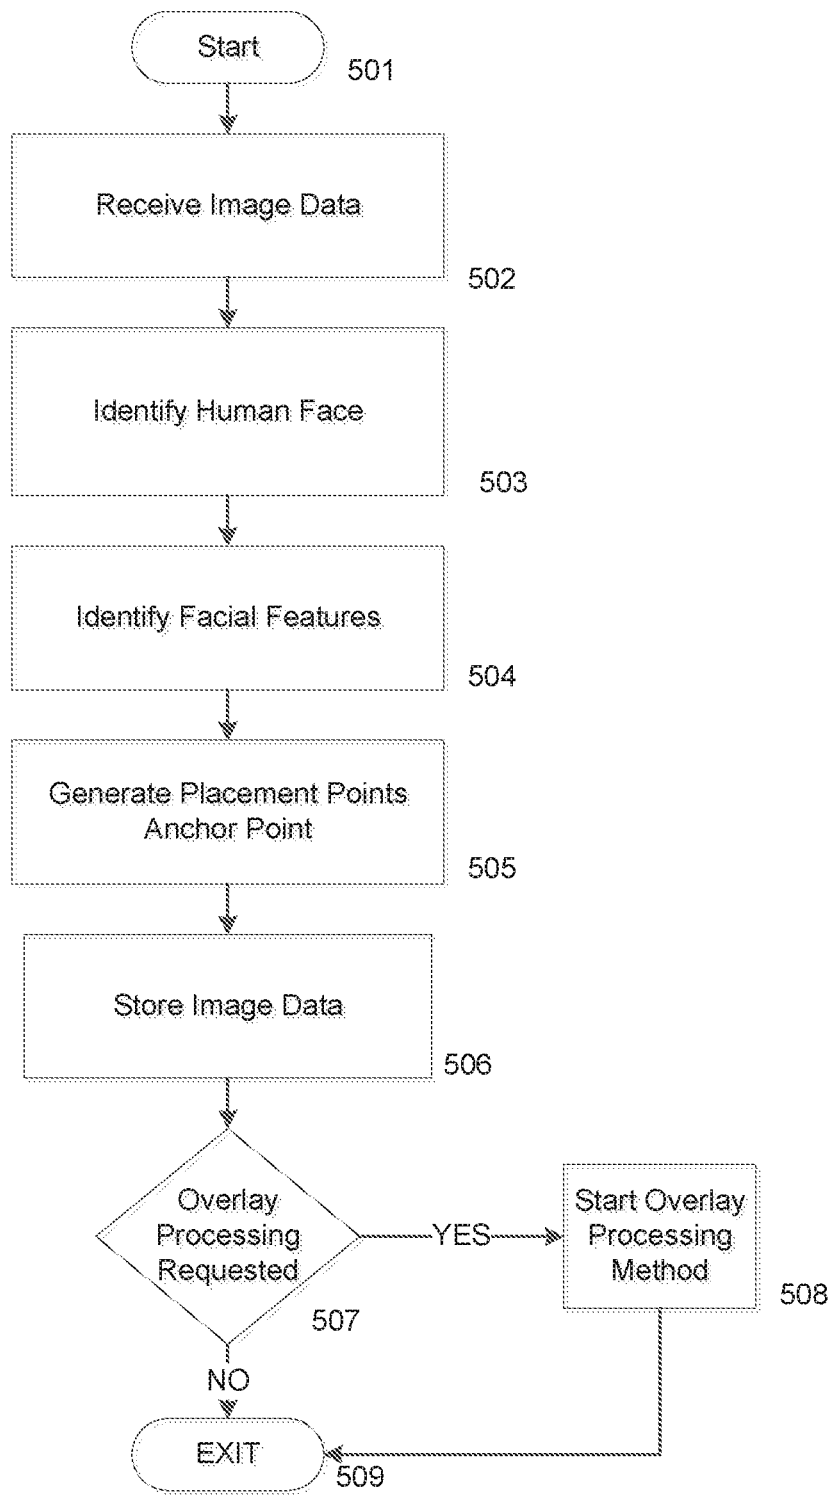 Start
501
Receive Image Data
502
Identify Human Face
503
Identify Facial Features
504
Generate Placement Points
Anchor Point
505
Store Image Data
506
Overlay
Processing
Requested
507
YES
Start Overlay
Processing
Method
508
NO
EXIT
509